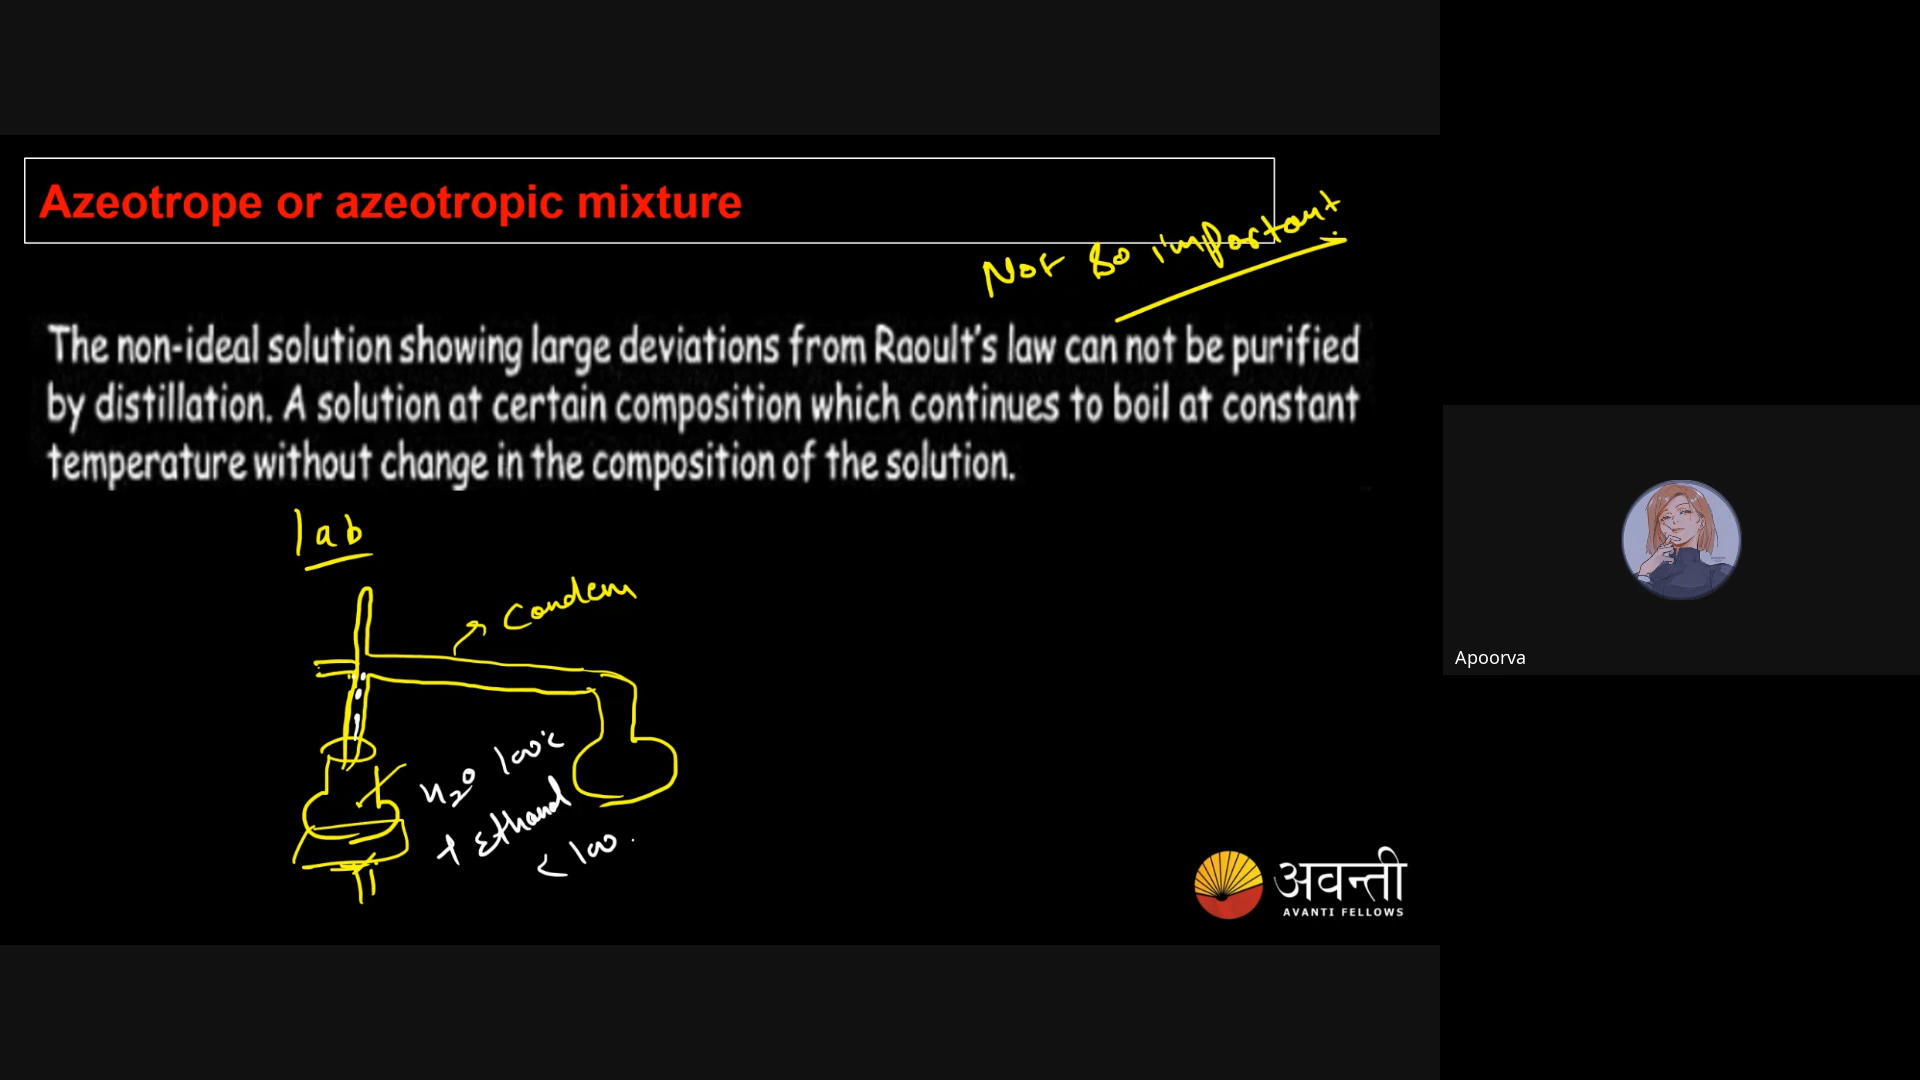 Azeotrope or azeotropic mixture
Not so important
The non-ideal solution showing large deviations from Raoult's law can not be purified
by distillation. A solution at certain composition which continues to boil at constant
temperature without change in the composition of the solution.
lab
Conden
H2O 100°c
+ Ethanol
< 100.
Apoorva
अवन्ती
AVANTI FELLOWS